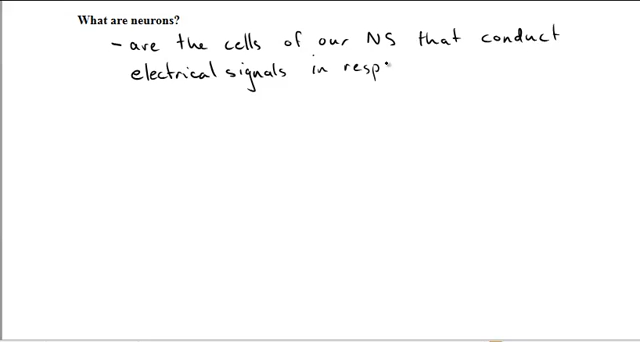 What are neurons?
- are the cells of our NS that conduct
electrical signals in resp